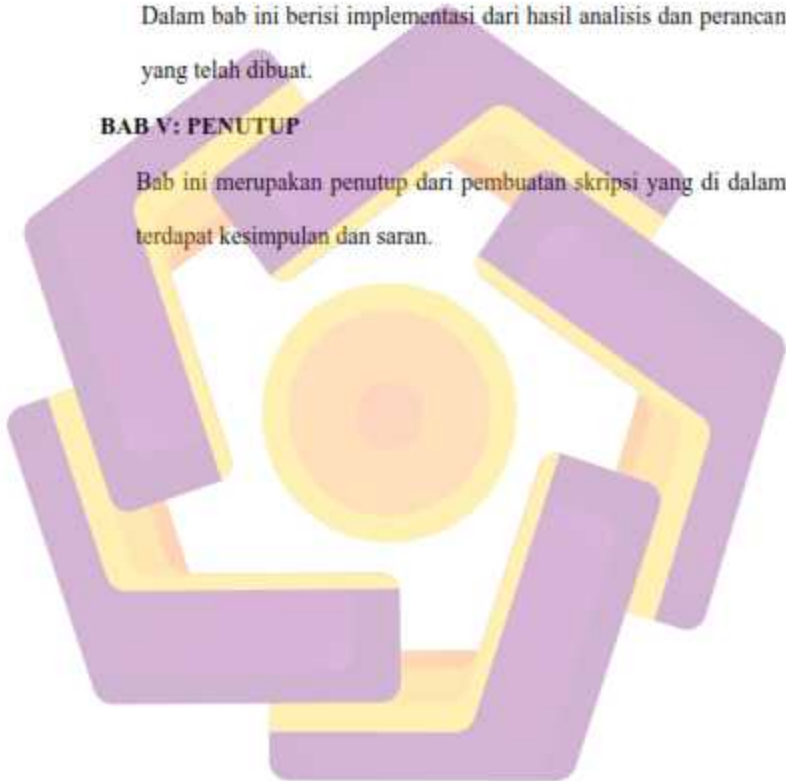 Dalam bab ini berisi implementasi dari hasil analisis dan perancan
yang telah dibuat.
BAB V: PENUTUP
Bab ini merupakan penutup dari pembuatan skripsi yang di dalam
terdapat kesimpulan dan saran.